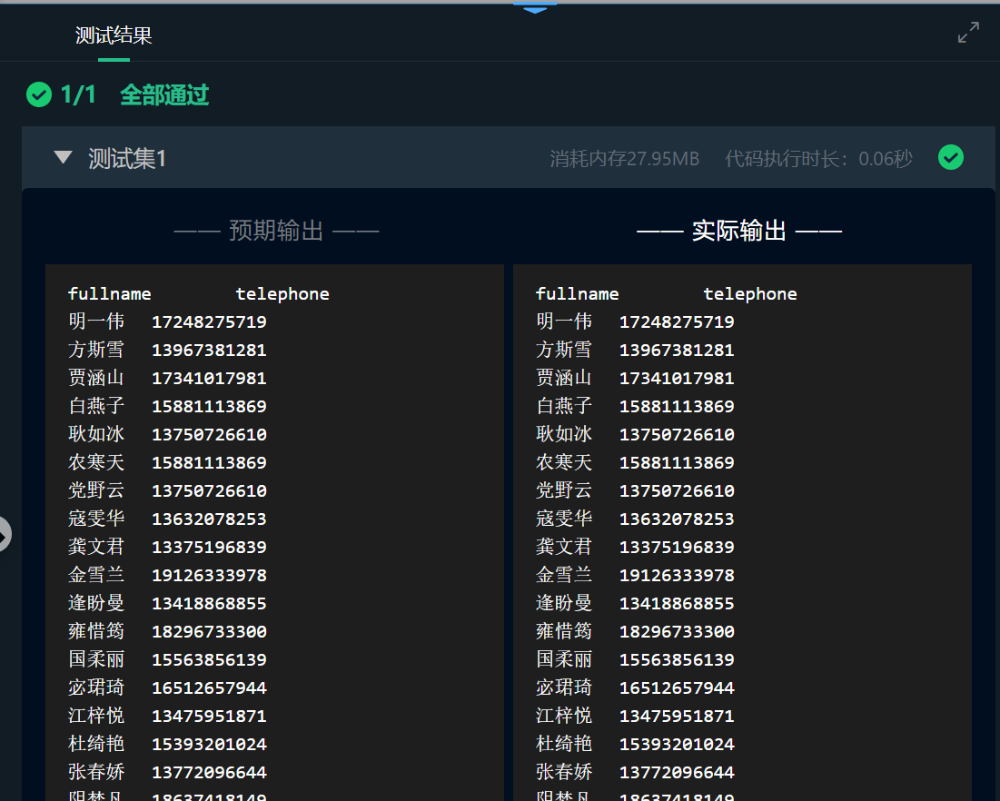 测试结果
1/1 全部通过
测试集1 消耗内存27.95MB 代码执行时长：0.06秒
—— 预期输出 —— —— 实际输出 ——
fullname telephone fullname telephone
明一伟 17248275719 明一伟 17248275719
方斯雪 13967381281 方斯雪 13967381281
贾涵山 17341017981 贾涵山 17341017981
白燕子 15881113869 白燕子 15881113869
耿如冰 13750726610 耿如冰 13750726610
农寒天 15881113869 农寒天 15881113869
党野云 13750726610 党野云 13750726610
寇雯华 13632078253 寇雯华 13632078253
龚文君 13375196839 龚文君 13375196839
金雪兰 19126333978 金雪兰 19126333978
逄盼曼 13418868855 逄盼曼 13418868855
雍惜筠 18296733300 雍惜筠 18296733300
国柔丽 15563856139 国柔丽 15563856139
宓珺琦 16512657944 宓珺琦 16512657944
江梓悦 13475951871 江梓悦 13475951871
杜绮艳 15393201024 杜绮艳 15393201024
张春娇 13772096644 张春娇 13772096644
18637418149 18637418149